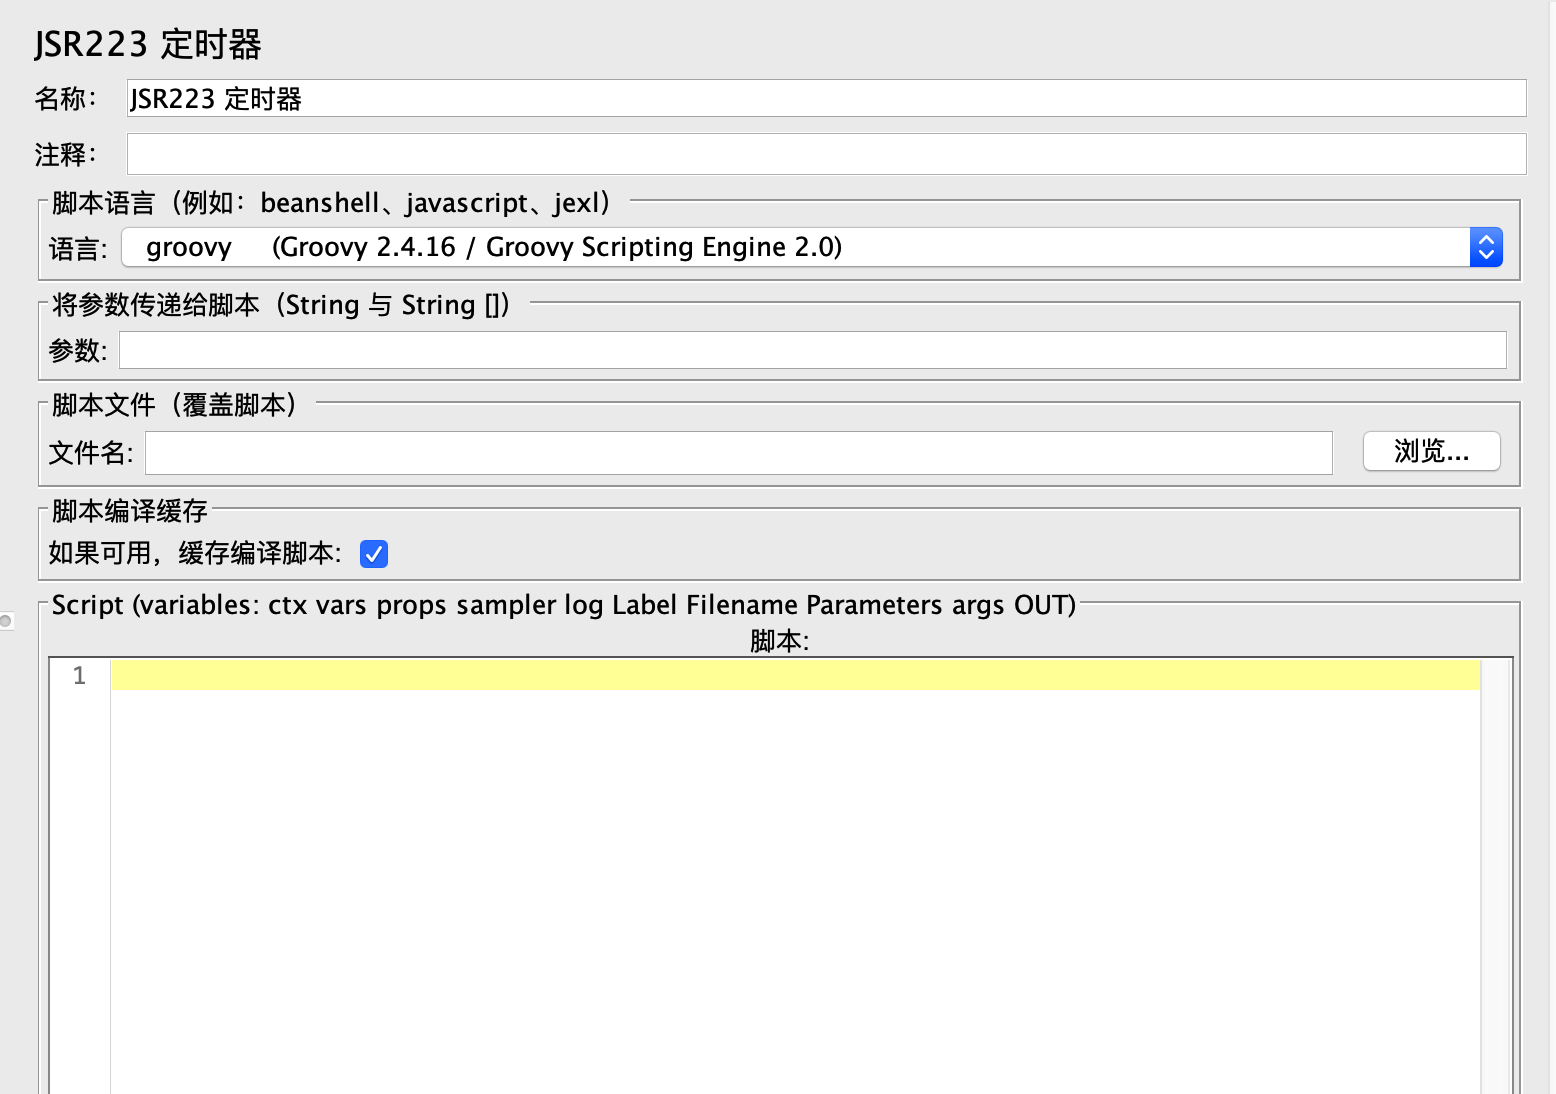 JSR223 定时器
名称： JSR223 定时器
注释：
脚本语言（例如：beanshell、javascript、jexl）
语言: groovy (Groovy 2.4.16 / Groovy Scripting Engine 2.0)
将参数传递给脚本（String 与 String []）
参数:
脚本文件（覆盖脚本）
文件名: 浏览...
脚本编译缓存
如果可用，缓存编译脚本:
Script (variables: ctx vars props sampler log Label Filename Parameters args OUT)
脚本:
1